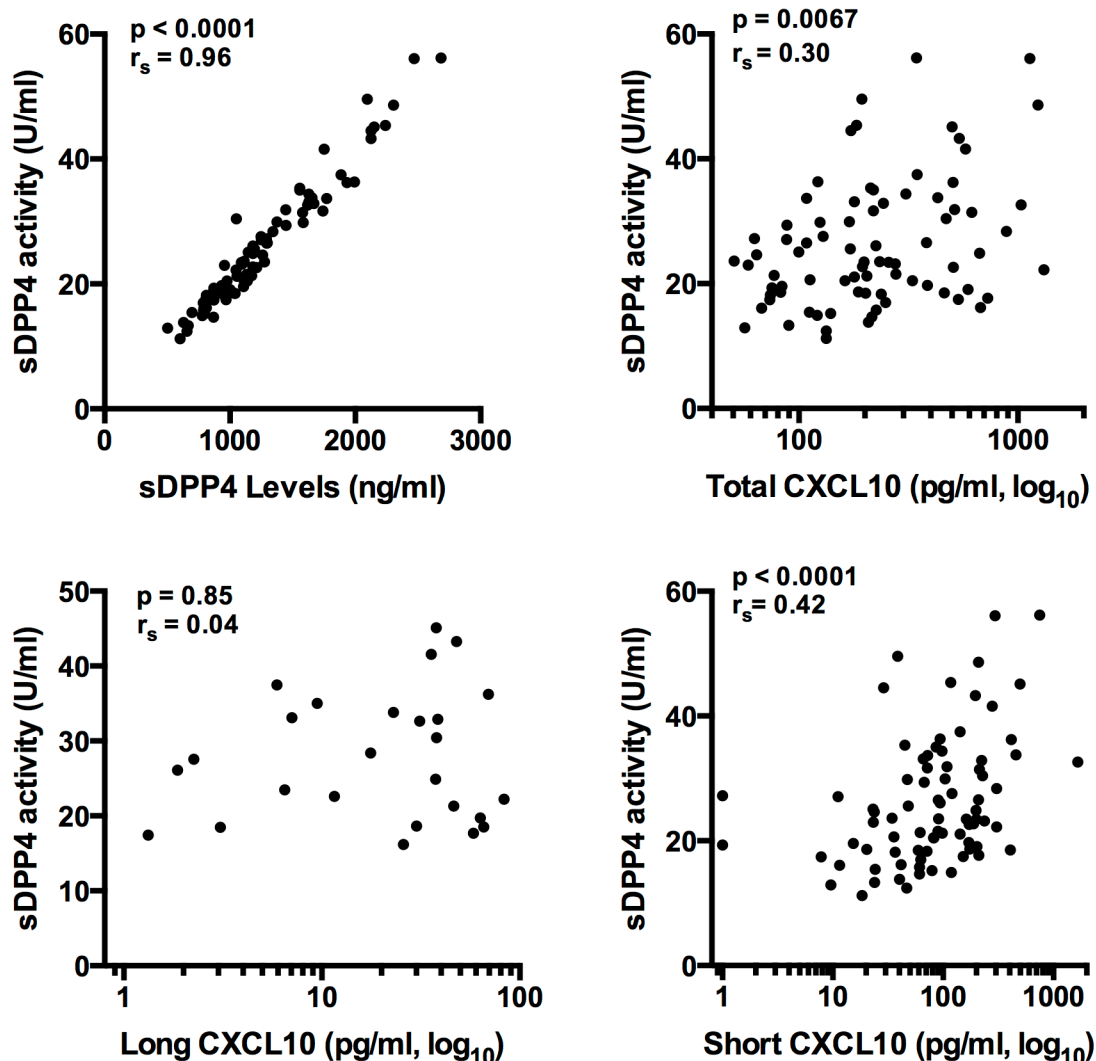 p < 0.0001
rs = 0.96
60
40
20
0
sDPP4 activity (U/ml)
0 1000 2000 3000
sDPP4 Levels (ng/ml)
p = 0.0067
rs = 0.30
60
40
20
0
sDPP4 activity (U/ml)
100 1000
Total CXCL10 (pg/ml, log10)
p = 0.85
rs = 0.04
50
40
30
20
10
0
sDPP4 activity (U/ml)
1 10 100
Long CXCL10 (pg/ml, log10)
p < 0.0001
rs = 0.42
60
40
20
0
sDPP4 activity (U/ml)
1 10 100 1000
Short CXCL10 (pg/ml, log10)